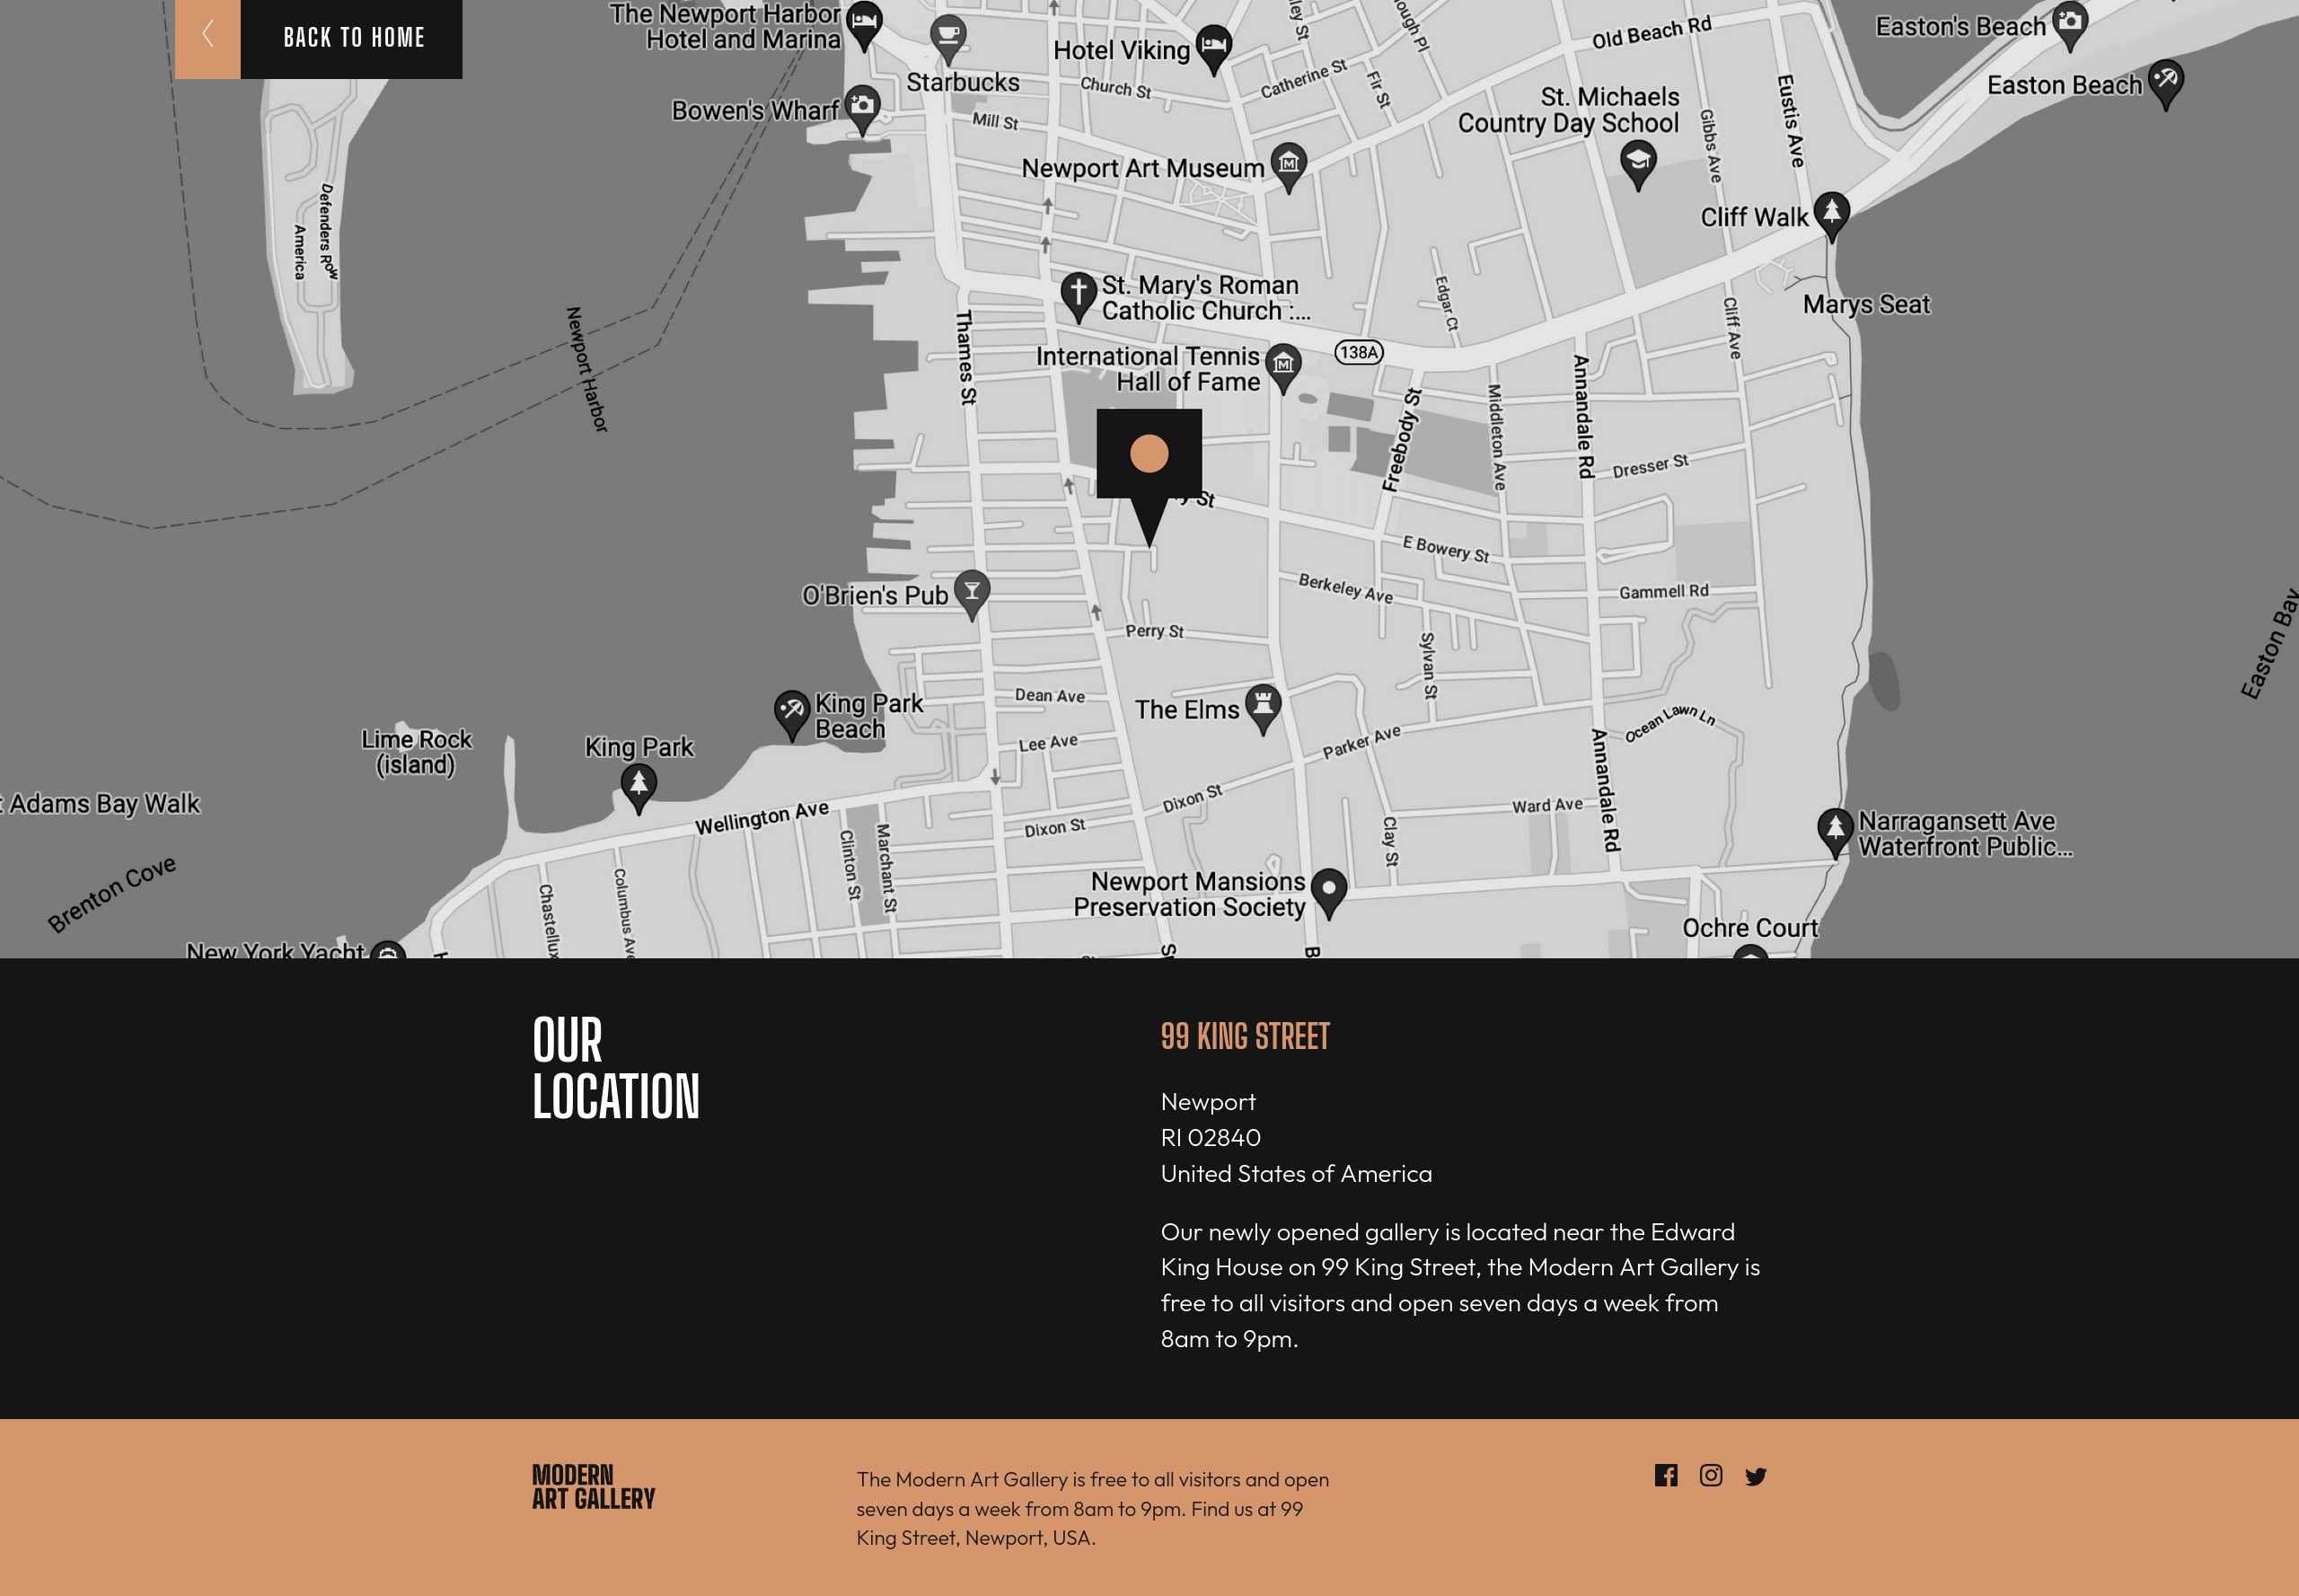 BACK TO HOME
The Newport Harbor
Hotel and Marina
Starbucks
Hotel Viking
Old Beach Rd
Easton's Beach
Easton Beach
Bowen's Wharf
Church St
Catherine St
Fir St
Mill St
St. Michaels
Country Day School
Gibbs Ave
Eustis Ave
Newport Art Museum
Cliff Walk
Defenders Row
America
St. Mary's Roman
Catholic Church :...
Edgar Ct
Marys Seat
Cliff Ave
Newport Harbor
Thames St
International Tennis
Hall of Fame
138A
Freebody St
Middleton Ave
Annandale Rd
Dresser St
St
E Bowery St
Berkeley Ave
Gammell Rd
O'Brien's Pub
Perry St
Sylvan St
Easton Bay
King Park
Beach
Dean Ave
The Elms
Ocean Lawn Ln
Lime Rock
(island)
King Park
Lee Ave
Parker Ave
Annandale Rd
Adams Bay Walk
Wellington Ave
Dixon St
Dixon St
Ward Ave
Clinton St
Marchant St
Clay St
Narragansett Ave
Waterfront Public...
Brenton Cove
Chastellux
Columbus Ave
Newport Mansions
Preservation Society
Ochre Court
New York Yacht
OUR
LOCATION
99 KING STREET
Newport
RI 02840
United States of America
Our newly opened gallery is located near the Edward
King House on 99 King Street, the Modern Art Gallery is
free to all visitors and open seven days a week from
8am to 9pm.
MODERN
ART GALLERY
The Modern Art Gallery is free to all visitors and open
seven days a week from 8am to 9pm. Find us at 99
King Street, Newport, USA.